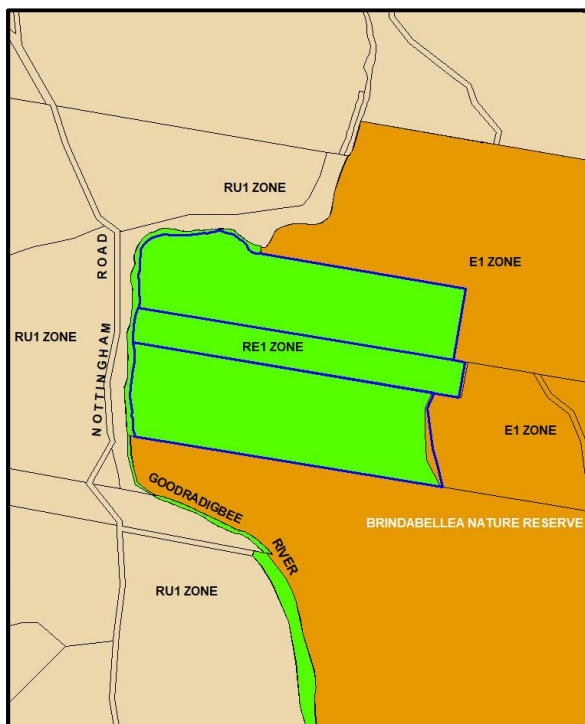 RU1 ZONE
E1 ZONE
NOTTINGHAM ROAD
RU1 ZONE
RE1 ZONE
E1 ZONE
GOODRADIGBEE RIVER
BRINDABELLEA NATURE RESERVE
RU1 ZONE